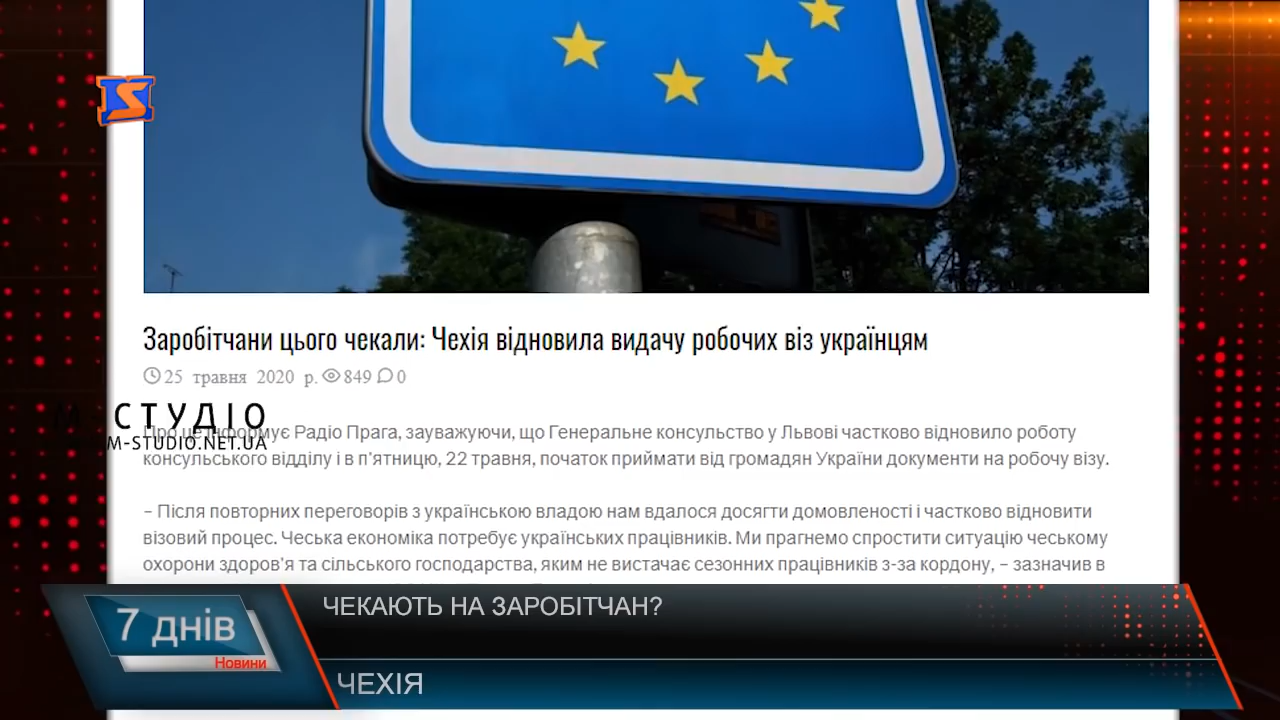 Заробітчани цього чекали: Чехія відновила видачу робочих віз українцям
25 травня 2020 р. 849 0
СТУДІО
M-STUDIO.NET.UA
Про це інформує Радіо Прага, зауважуючи, що Генеральне консульство у Львові частково відновило роботу
консульського відділу і в п'ятницю, 22 травня, початок приймати від громадян України документи на робочу візу.
– Після повторних переговорів з українською владою нам вдалося досягти домовленості і частково відновити
візовий процес. Чеська економіка потребує українських працівників. Ми прагнемо спростити ситуацію чеському
охорони здоров'я та сільського господарства, яким не вистачає сезонних працівників з-за кордону, – зазначив в
7 днів
Новини
ЧЕКАЮТЬ НА ЗАРОБІТЧАН?
ЧЕХІЯ